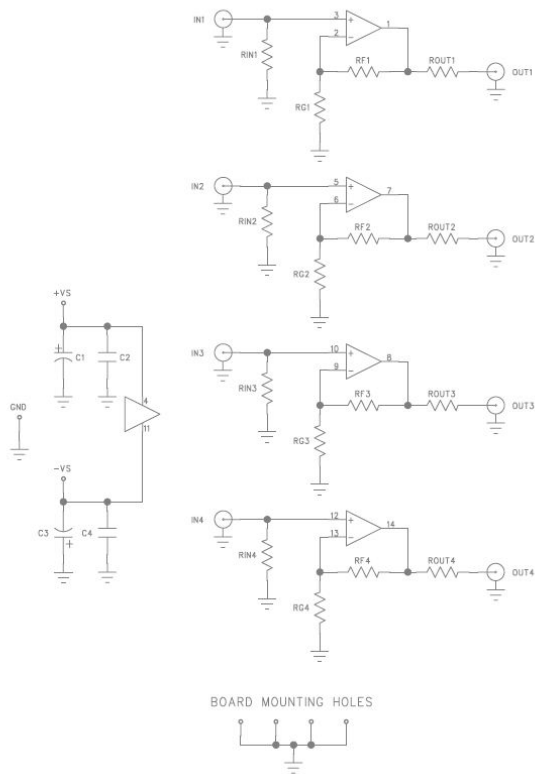 IN1
3
+
1
2
−
RIN1
RF1
ROUT1
OUT1
RG1
IN2
5
+
7
6
−
RIN2
RF2
ROUT2
OUT2
RG2
+VS
+
C1
C2
4
GND
11
−VS
C3
C4
+
IN3
10
+
8
9
−
RIN3
RF3
ROUT3
OUT3
RG3
IN4
12
+
14
13
−
RIN4
RF4
ROUT4
OUT4
RG4
BOARD MOUNTING HOLES